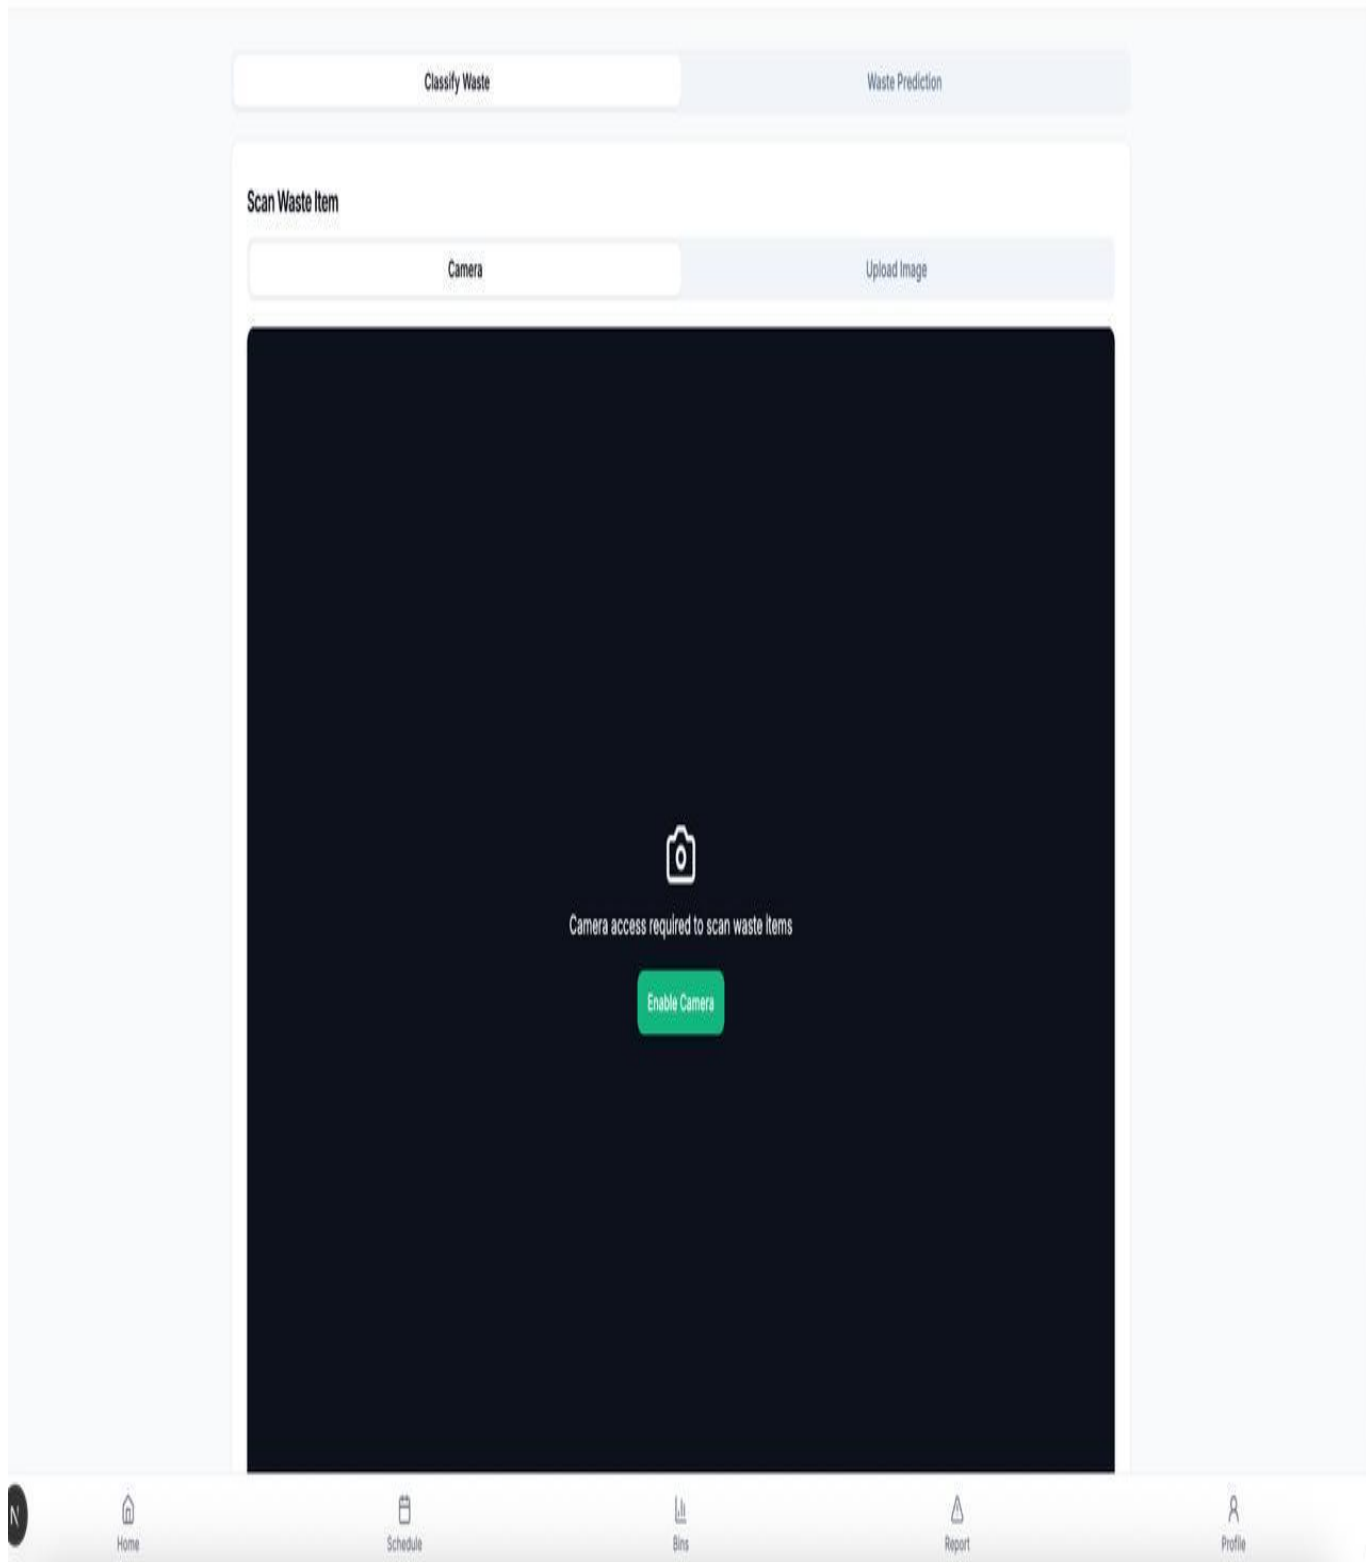 Classify Waste
Waste Prediction
Scan Waste Item
Camera
Upload Image
Camera access required to scan waste items
Enable Camera
N
Home
Schedule
Bins
Report
Profile